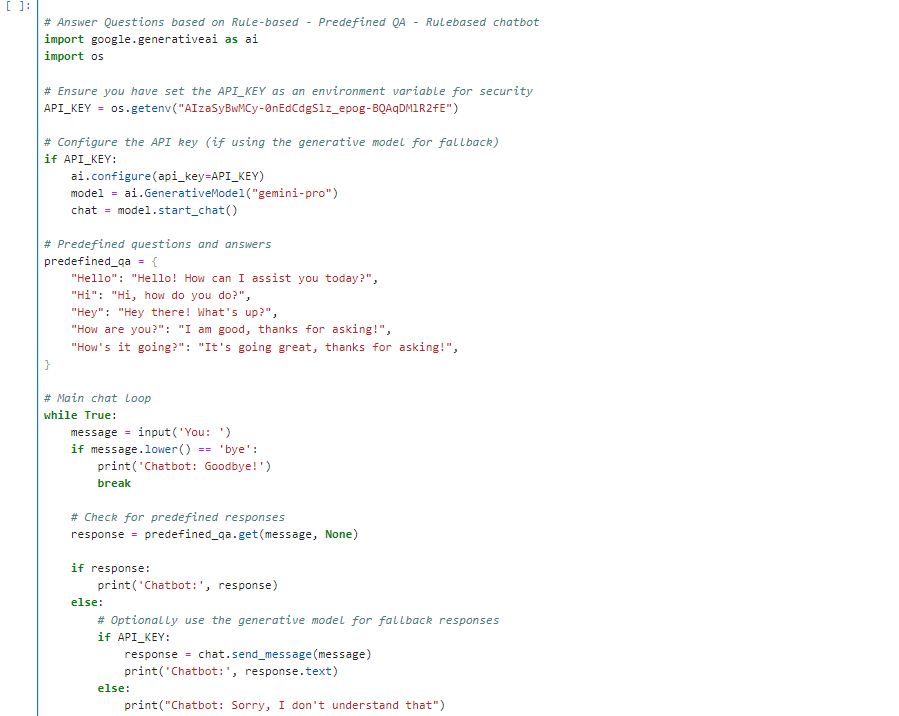 [ ]:
# Answer Questions based on Rule-based - Predefined QA - Rulebased chatbot
import google.generativeai as ai
import os
# Ensure you have set the API_KEY as an environment variable for security
API_KEY = os.getenv("AIzaSyBwMCy-0nEdCdgSlz_epog-BQAqDMlR2fE")
# Configure the API key (if using the generative model for fallback)
if API_KEY:
    ai.configure(api_key=API_KEY)
    model = ai.GenerativeModel("gemini-pro")
    chat = model.start_chat()
# Predefined questions and answers
predefined_qa = {
    "Hello": "Hello! How can I assist you today?",
    "Hi": "Hi, how do you do?",
    "Hey": "Hey there! What's up?",
    "How are you?": "I am good, thanks for asking!",
    "How's it going?": "It's going great, thanks for asking!",
}
# Main chat loop
while True:
    message = input('You: ')
    if message.lower() == 'bye':
        print('Chatbot: Goodbye!')
        break
    # Check for predefined responses
    response = predefined_qa.get(message, None)
    if response:
        print('Chatbot:', response)
    else:
        # Optionally use the generative model for fallback responses
        if API_KEY:
            response = chat.send_message(message)
            print('Chatbot:', response.text)
        else:
            print("Chatbot: Sorry, I don't understand that")